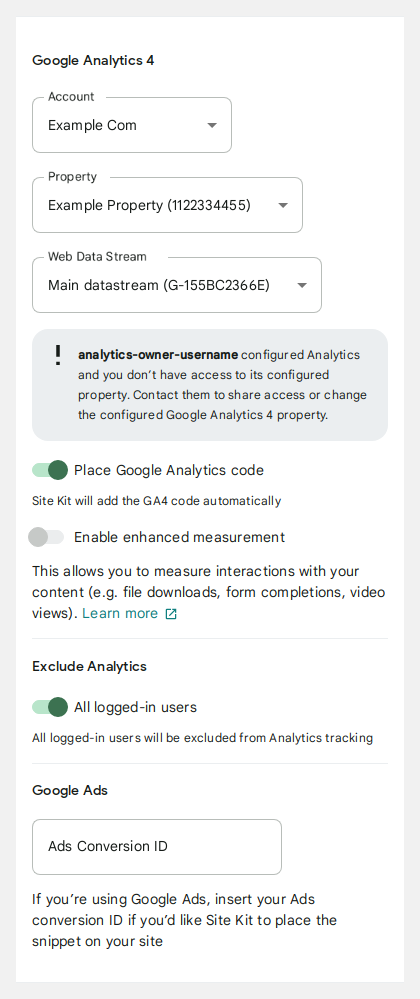 Google Analytics 4
Account
Example Com
Property
Example Property (1122334455)
Web Data Stream
Main datastream (G-155BC2366E)
analytics-owner-username configured Analytics
and you don’t have access to its configured
property. Contact them to share access or change
the configured Google Analytics 4 property.
Place Google Analytics code
Site Kit will add the GA4 code automatically
Enable enhanced measurement
This allows you to measure interactions with your
content (e.g. file downloads, form completions, video
views). Learn more
Exclude Analytics
All logged-in users
All logged-in users will be excluded from Analytics tracking
Google Ads
Ads Conversion ID
If you’re using Google Ads, insert your Ads
conversion ID if you’d like Site Kit to place the
snippet on your site